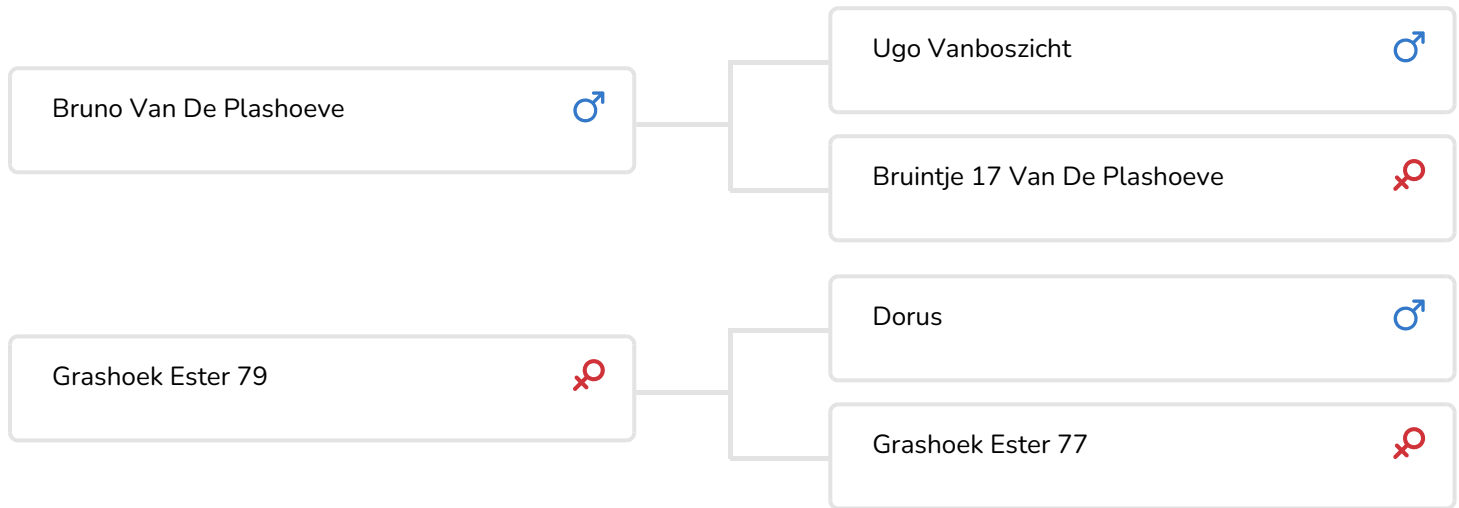 Ugo Vanboszicht
Bruno Van De Plashoeve
Bruintje 17 Van De Plashoeve
Dorus
Grashoek Ester 79
Grashoek Ester 77